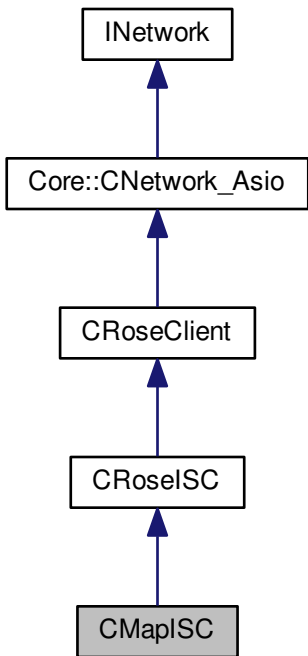 INetwork
Core::CNetwork_Asio
CRoseClient
CRoseISC
CMapISC